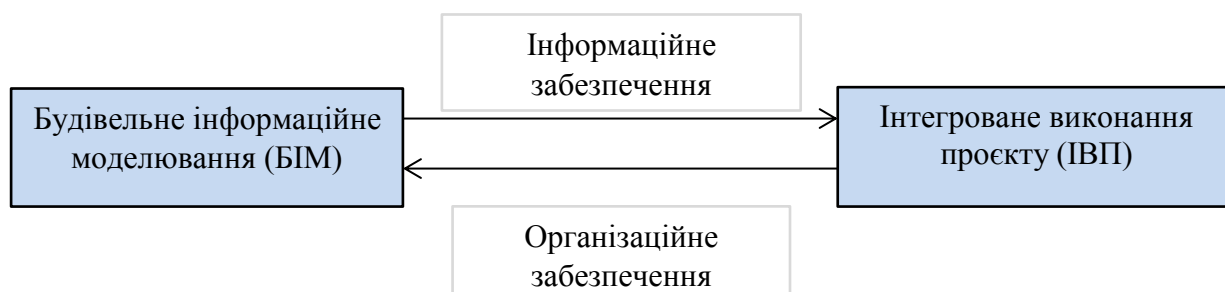 Інформаційне
забезпечення
Будівельне інформаційне
моделювання (БІМ)
Інтегроване виконання
проєкту (ІВП)
Організаційне
забезпечення